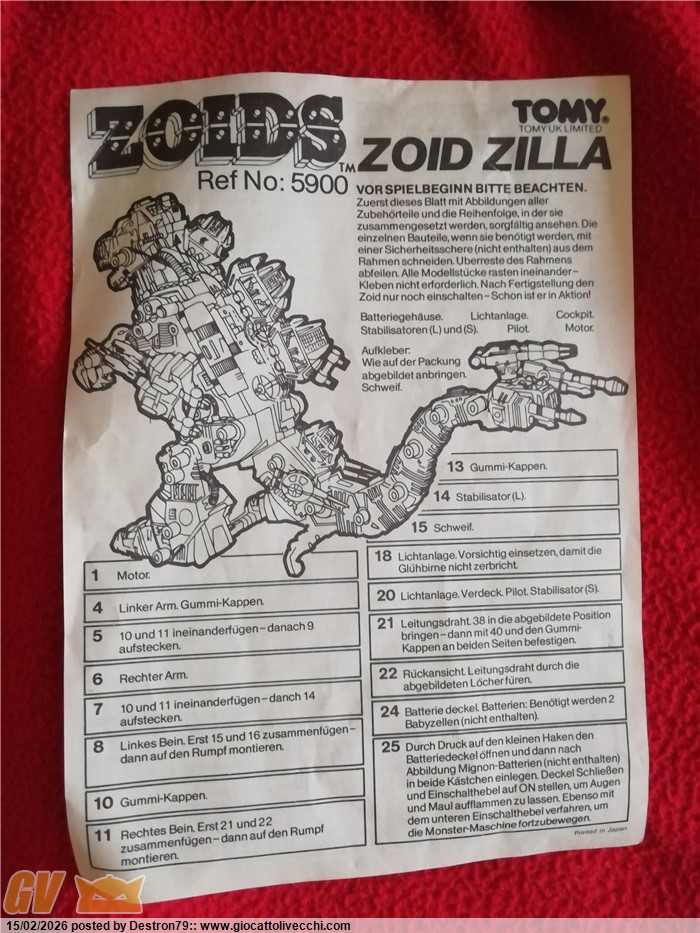 ZOIDS™
TOMY®
TOMY UK LIMITED
ZOID ZILLA
Ref No: 5900
VOR SPIELBEGINN BITTE BEACHTEN.
Zuerst dieses Blatt mit Abbildungen aller
Zubehörteile und die Reihenfolge, in der sie
zusammengesetzt werden, sorgfältig ansehen. Die
einzelnen Bauteile, wenn sie benötigt werden, mit
einer Sicherheitsschere (nicht enthalten) aus dem
Rahmen schneiden. Uberreste des Rahmens
abfeilen. Alle Modellstücke rasten ineinander–
Kleben nicht erforderlich. Nach Fertigstellung den
Zoid nur noch einschalten–Schon ist er in Aktion!
Batteriegehäuse. Lichtanlage. Cockpit.
Stabilisatoren (L) und (S). Pilot. Motor.
Aufkleber:
Wie auf der Packung
abgebildet anbringen.
Schweif.
13 Gummi-Kappen.
14 Stabilisator (L).
15 Schweif.
1 Motor.
4 Linker Arm. Gummi-Kappen.
5 10 und 11 ineinanderfügen–danach 9
aufstecken.
6 Rechter Arm.
7 10 und 11 ineinanderfügen–danch 14
aufstecken.
8 Linkes Bein. Erst 15 und 16 zusammenfügen–
dann auf den Rumpf montieren.
10 Gummi-Kappen.
11 Rechtes Bein. Erst 21 und 22
zusammenfügen–dann auf den Rumpf
montieren.
18 Lichtanlage. Vorsichtig einsetzen, damit die
Glühbirne nicht zerbricht.
20 Lichtanlage. Verdeck. Pilot. Stabilisator (S).
21 Leitungsdraht. 38 in die abgebildete Position
bringen–dann mit 40 und den Gummi-
Kappen an beiden Seiten befestigen.
22 Rückansicht. Leitungsdraht durch die
abgebildeten Löcher füren.
24 Batterie deckel. Batterien: Benötigt werden 2
Babyzellen (nicht enthalten).
25 Durch Druck auf den kleinen Haken den
Batteriedeckel öffnen und dann nach
Abbildung Mignon-Batterien (nicht enthalten)
in beide Kästchen einlegen. Deckel Schließen
und Einschalthebel auf ON stellen, um Augen
und Maul aufflammen zu lassen. Ebenso mit
dem unteren Einschalthebel verfahren, um
die Monster-Maschine fortzubewegen.
Printed in Japan
GV
15/02/2026 posted by Destron79:: www.giocattolivecchi.com